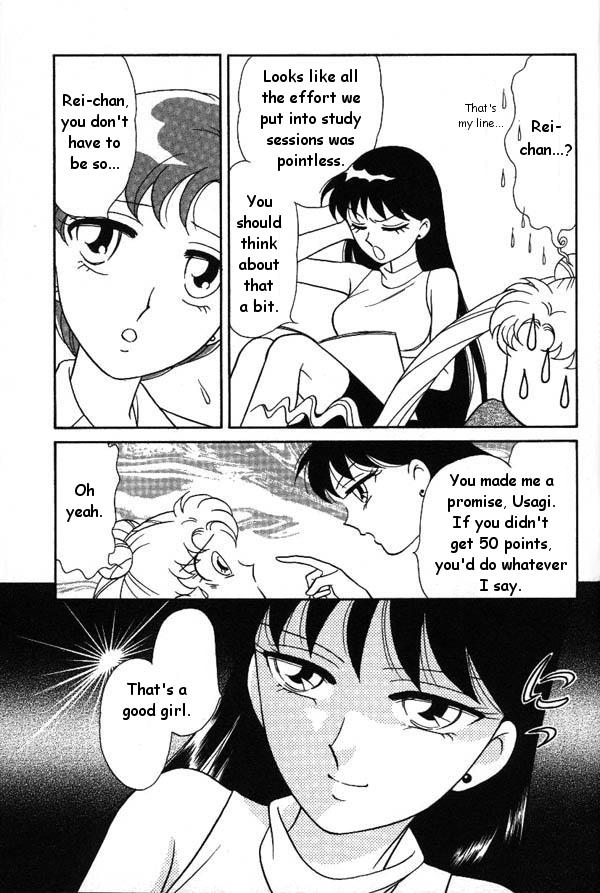 Rei-
chan...?
That's
my line...
Looks like all
the effort we
put into study
sessions was
pointless.
You
should
think
about
that
a bit.
Rei-chan,
you don't
have to
be so...
You made me a
promise, Usagi.
If you didn't
get 50 points,
you'd do whatever
I say.
Oh
yeah.
That's a
good girl.
にっ